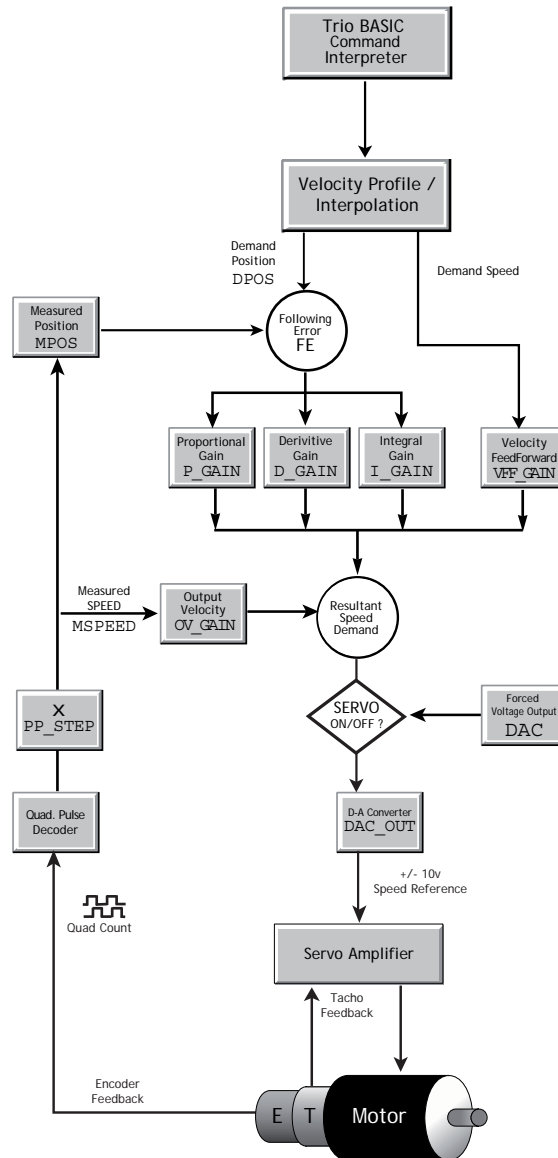 Trio BASIC
Command
Interpreter
Velocity Profile /
Interpolation
Demand
Position
DPOS
Demand Speed
Measured
Position
MPOS
Following
Error
FE
Proportional
Gain
P_GAIN
Derivitive
Gain
D_GAIN
Integral
Gain
I_GAIN
Velocity
FeedForward
VFF_GAIN
Measured
SPEED
MSPEED
Output
Velocity
OV_GAIN
Resultant
Speed
Demand
X
PP_STEP
SERVO
ON/OFF ?
Forced
Voltage Output
DAC
Quad. Pulse
Decoder
D-A Converter
DAC_OUT
+/- 10v
Speed Reference
Quad Count
Servo Amplifier
Tacho
Feedback
Encoder
Feedback
E T Motor